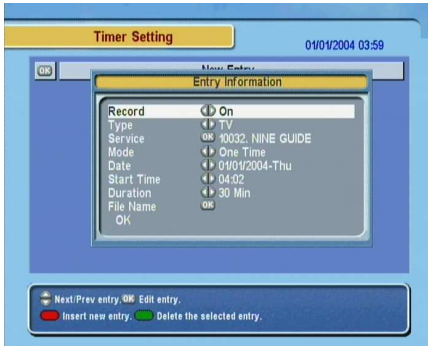 Timer Setting
01/01/2004 03:59
OK New Entry
Entry Information
Record On
Type TV
Service OK 10032. NINE GUIDE
Mode One Time
Date 01/01/2004-Thu
Start Time 04:02
Duration 30 Min
File Name OK
OK
Next/Prev entry. OK Edit entry.
Insert new entry. Delete the selected entry.